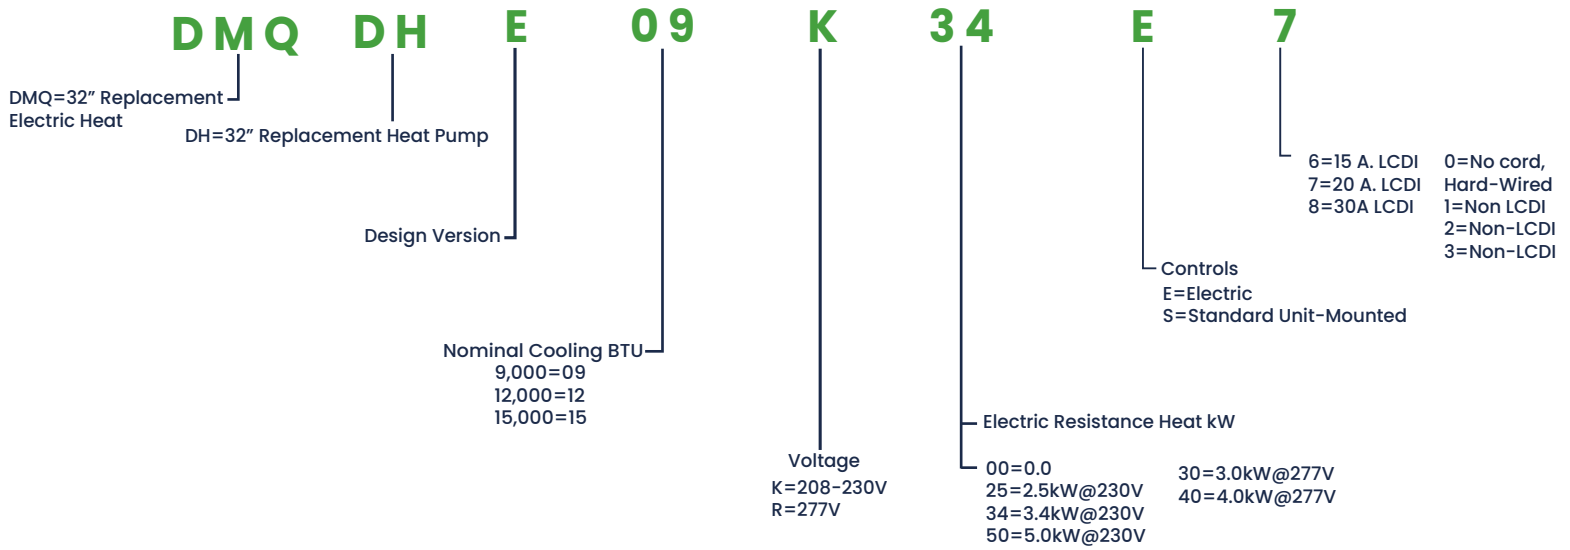 DMQ DH E 09 K 34 E 7
DMQ=32” Replacement
Electric Heat
DH=32” Replacement Heat Pump
Design Version
Nominal Cooling BTU
9,000=09
12,000=12
15,000=15
Voltage
K=208-230V
R=277V
Electric Resistance Heat kW
00=0.0
25=2.5kW@230V
34=3.4kW@230V
50=5.0kW@230V
30=3.0kW@277V
40=4.0kW@277V
Controls
E=Electric
S=Standard Unit-Mounted
6=15 A. LCDI
7=20 A. LCDI
8=30A LCDI
0=No cord,
Hard-Wired
1=Non LCDI
2=Non-LCDI
3=Non-LCDI